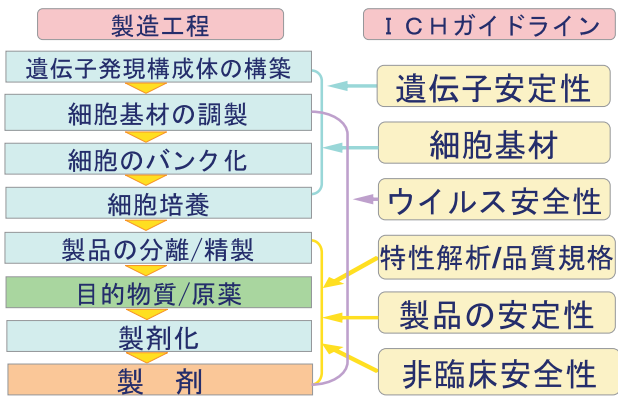 製造工程
遺伝子発現構成体の構築
細胞基材の調製
細胞のバンク化
細胞培養
製品の分離/精製
目的物質/原薬
製剤化
製　剤
ＩＣＨガイドライン
遺伝子安定性
細胞基材
ウイルス安全性
特性解析/品質規格
製品の安定性
非臨床安全性